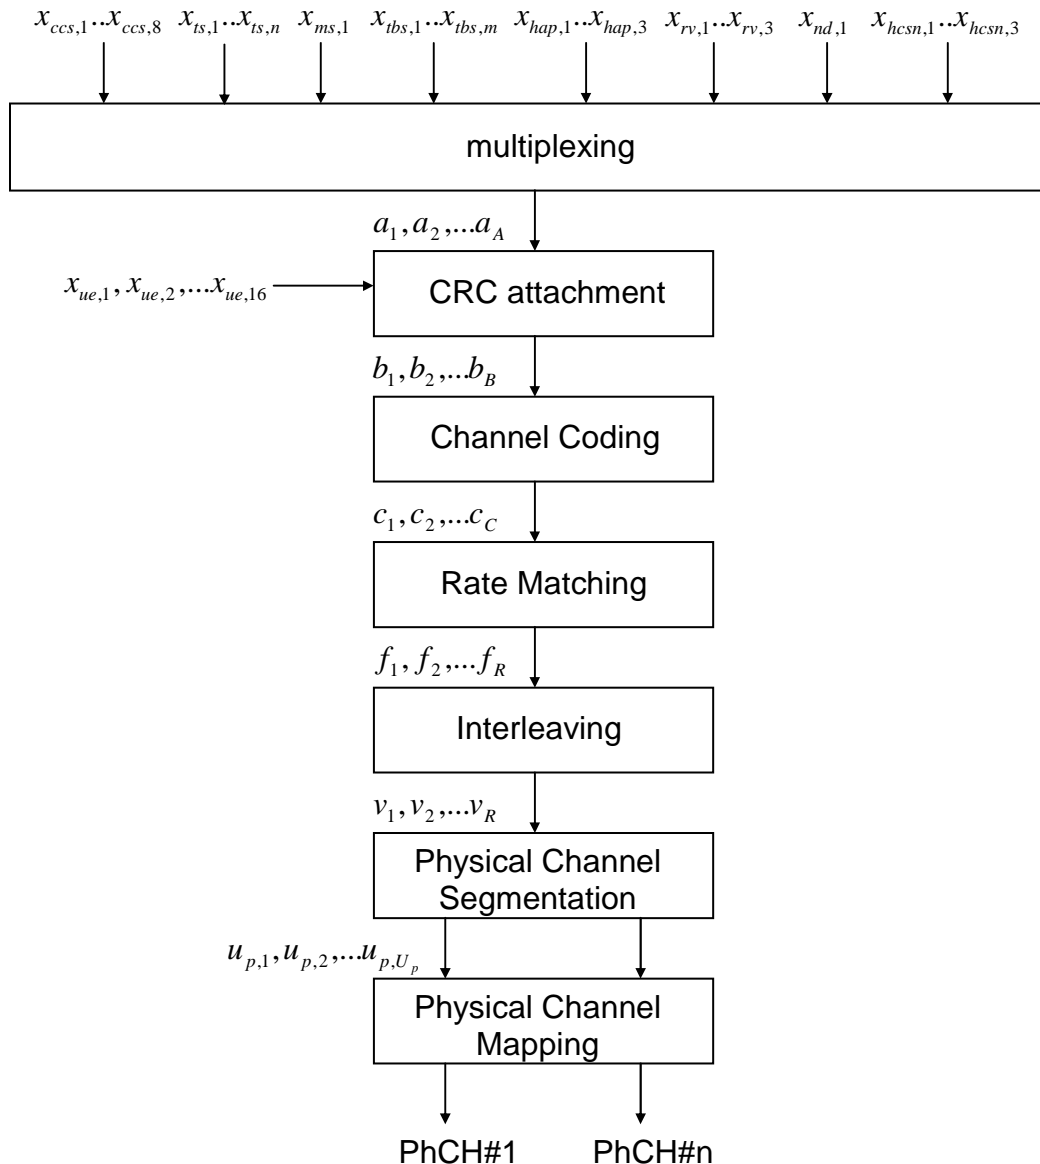 x_{ccs,1}..x_{ccs,8} x_{ts,1}..x_{ts,n} x_{ms,1} x_{tbs,1}..x_{tbs,m} x_{hap,1}..x_{hap,3} x_{rv,1}..x_{rv,3} x_{nd,1} x_{hcsn,1}..x_{hcsn,3}
multiplexing
a_1, a_2,...a_A
x_{ue,1}, x_{ue,2},...x_{ue,16}
CRC attachment
b_1, b_2,...b_B
Channel Coding
c_1, c_2,...c_C
Rate Matching
f_1, f_2,...f_R
Interleaving
v_1, v_2,...v_R
Physical Channel
Segmentation
u_{p,1}, u_{p,2},...u_{p,U_p}
Physical Channel
Mapping
PhCH#1 PhCH#n